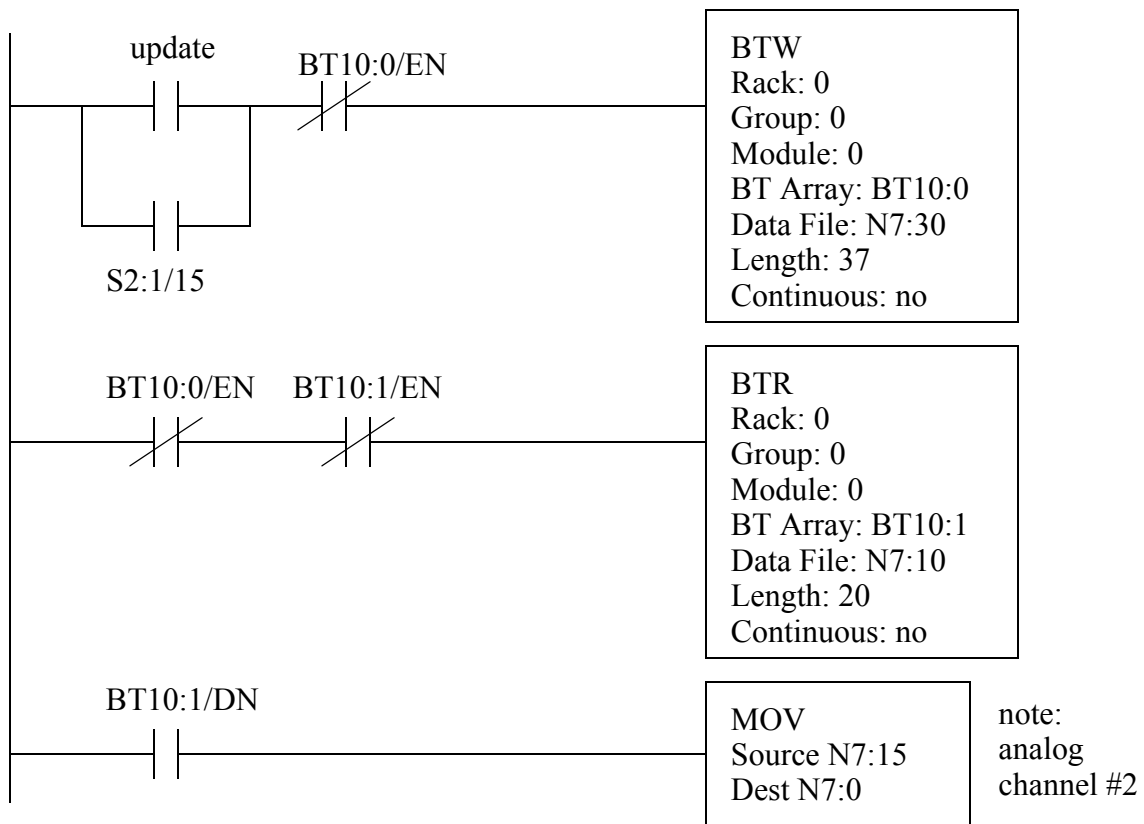 update
BT10:0/EN
S2:1/15
BTW
Rack: 0
Group: 0
Module: 0
BT Array: BT10:0
Data File: N7:30
Length: 37
Continuous: no
BT10:0/EN
BT10:1/EN
BTR
Rack: 0
Group: 0
Module: 0
BT Array: BT10:1
Data File: N7:10
Length: 20
Continuous: no
BT10:1/DN
MOV
Source N7:15
Dest N7:0
note:
analog
channel #2